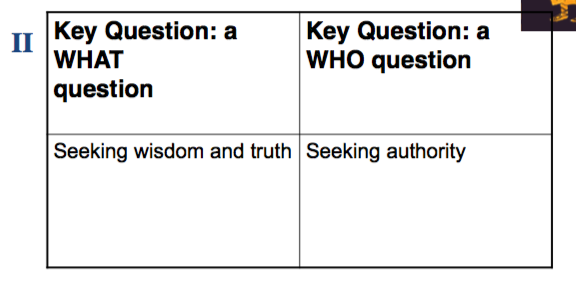 II
Key Question: a
WHAT
question
Key Question: a
WHO question
Seeking wisdom and truth
Seeking authority